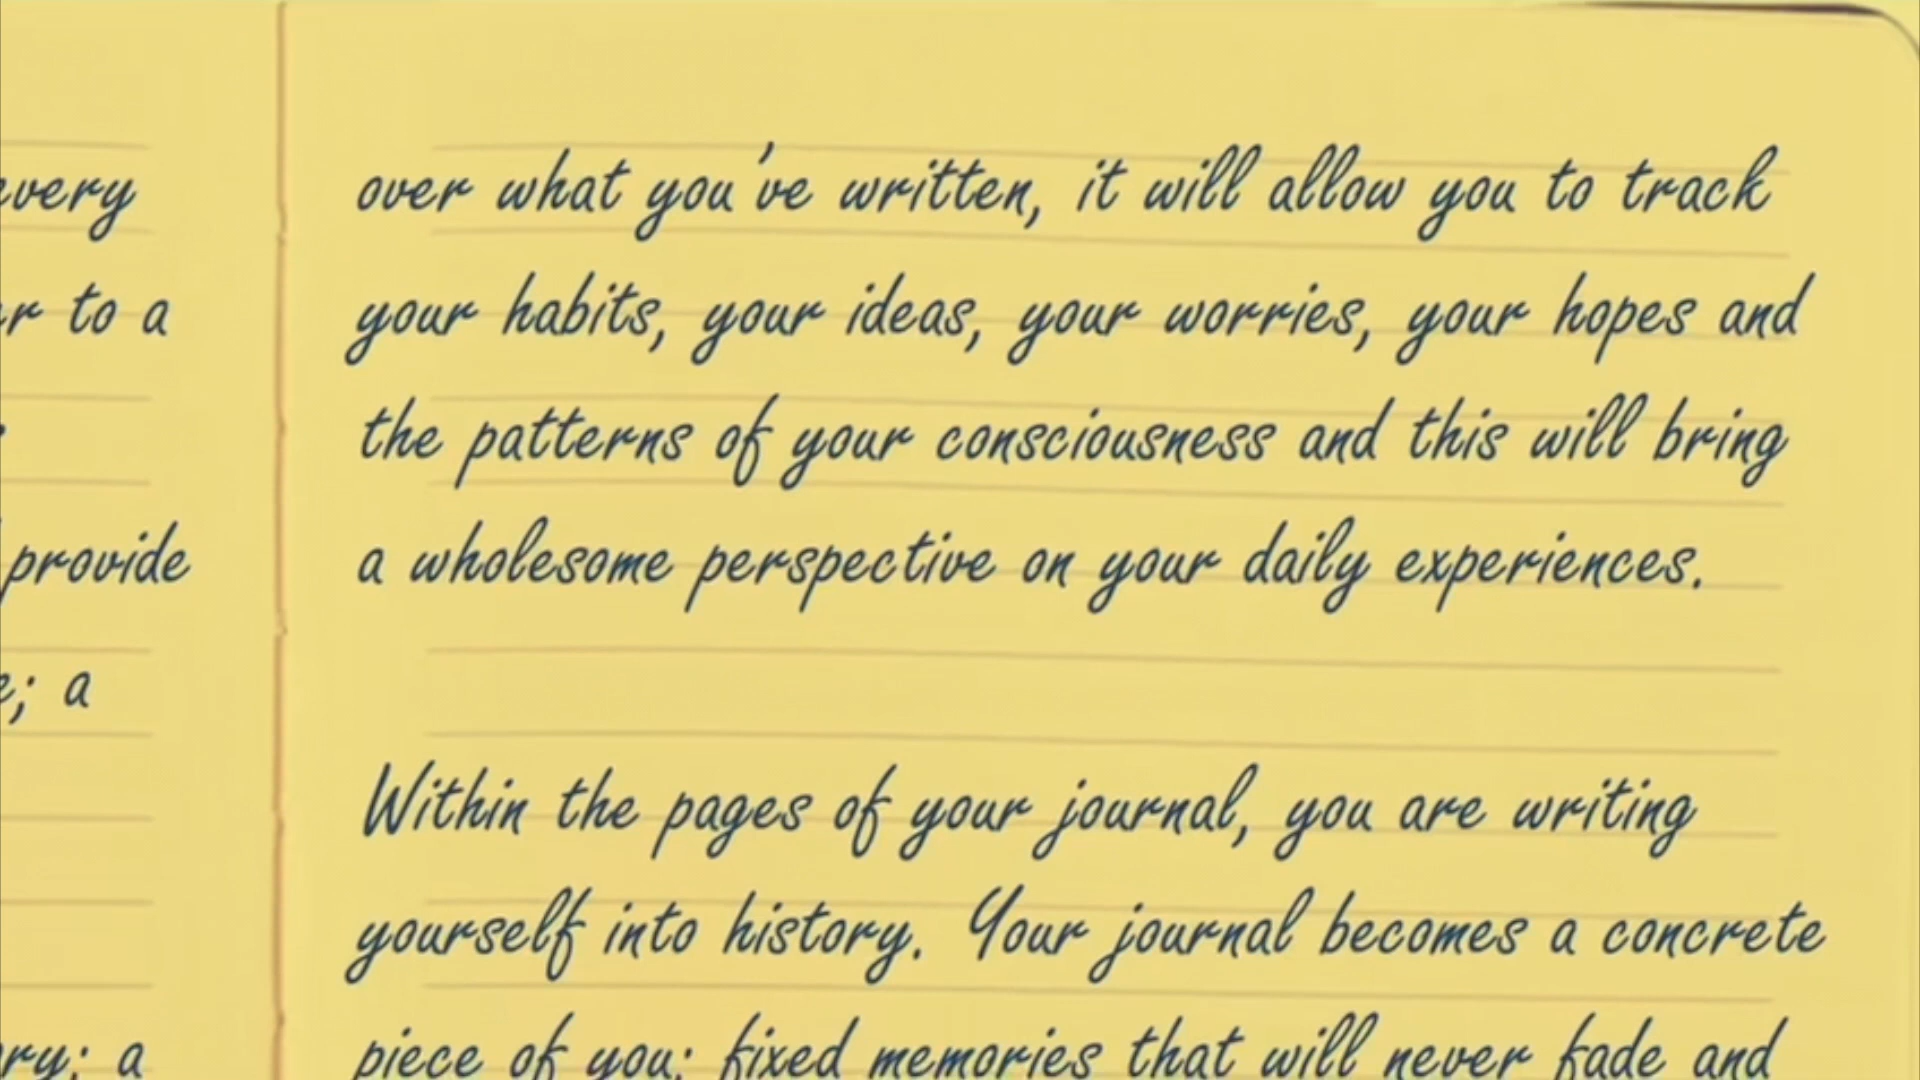 every
r to a
provide
e; a
ry; a
over what you've written, it will allow you to track
your habits, your ideas, your worries, your hopes and
the patterns of your consciousness and this will bring
a wholesome perspective on your daily experiences.
Within the pages of your journal, you are writing
yourself into history. Your journal becomes a concrete
piece of you; fixed memories that will never fade and